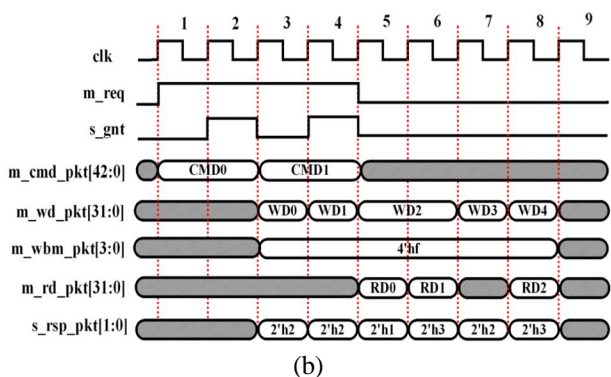 1 2 3 4 5 6 7 8 9
clk
m_req
s_gnt
m_cmd_pkt[42:0] CMD0 CMD1
m_wd_pkt[31:0] WD0 WD1 WD2 WD3 WD4
m_wbm_pkt[3:0] 4'hf
m_rd_pkt[31:0] RD0 RD1 RD2
s_rsp_pkt[1:0] 2'h2 2'h2 2'h1 2'h3 2'h2 2'h3
(b)